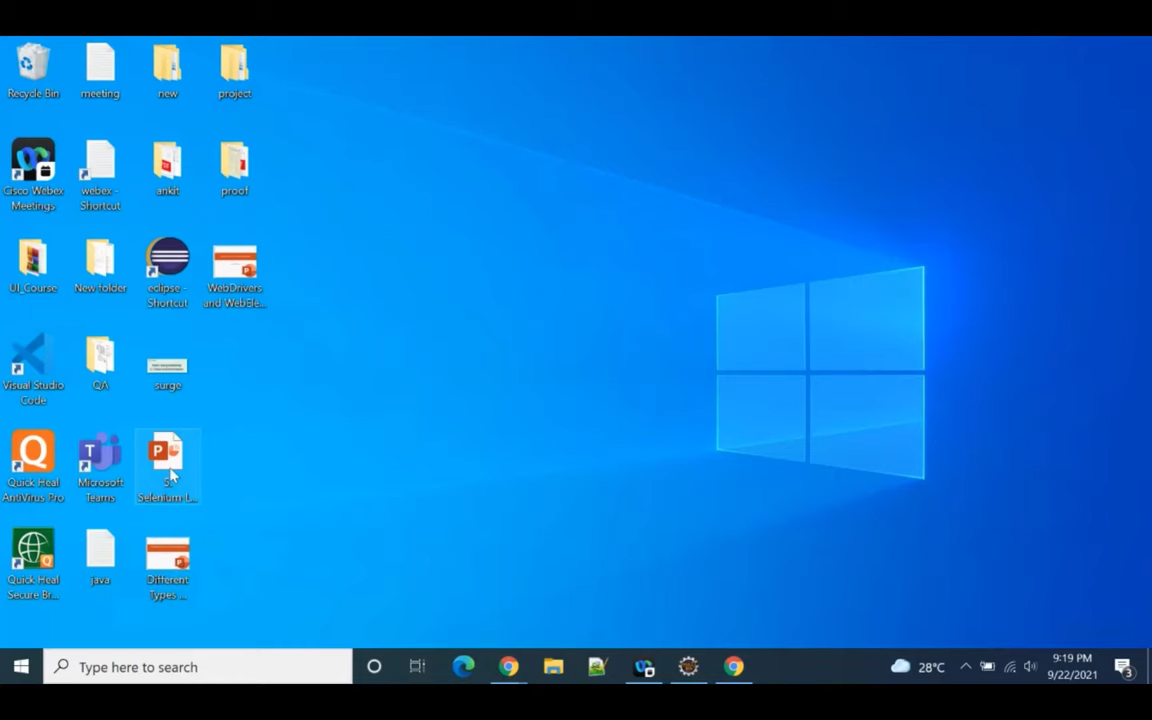 Recycle Bin
meeting
new
project
Cisco Webex
Meetings
webex -
Shortcut
ankit
proof
UI_Course
New folder
eclipse -
Shortcut
WebDrivers
and WebEle...
Visual Studio
Code
QA
surge
Quick Heal
AntiVirus Pro
Microsoft
Teams
Selenium-L...
Quick Heal
Secure Br...
java
Different
Types ...
Type here to search
28°C
9:19 PM
9/22/2021
3